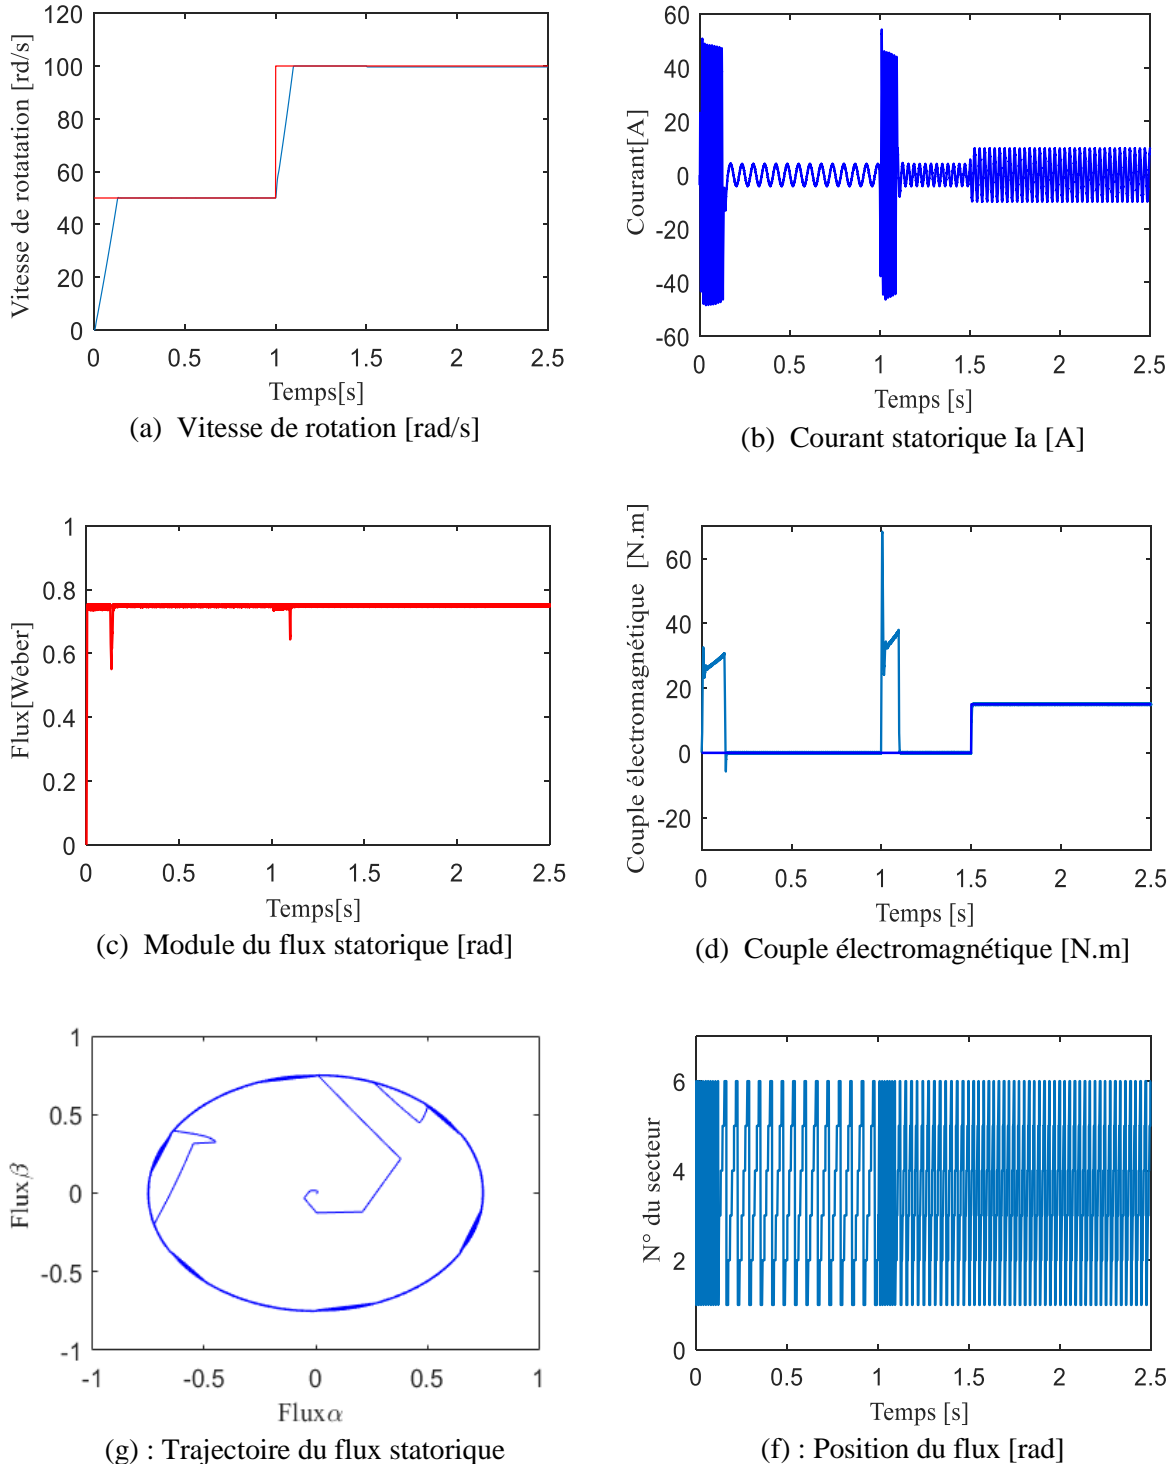 120
100
80
60
40
20
0
0 0.5 1 1.5 2 2.5
Vitesse de rotatation [rd/s]
Temps[s]
(a) Vitesse de rotation [rad/s]
60
40
20
0
-20
-40
-60
0 0.5 1 1.5 2 2.5
Courant[A]
Temps [s]
(b) Courant statorique Ia [A]
1
0.8
0.6
0.4
0.2
0
0 0.5 1 1.5 2 2.5
Flux[Weber]
Temps[s]
(c) Module du flux statorique [rad]
60
40
20
0
-20
0 0.5 1 1.5 2 2.5
Couple électromagnétique [N.m]
Temps [s]
(d) Couple électromagnétique [N.m]
1
0.5
0
-0.5
-1
-1 -0.5 0 0.5 1
Flux β
Flux α
(g) : Trajectoire du flux statorique
6
4
2
0
0 0.5 1 1.5 2 2.5
N° du secteur
Temps [s]
(f) : Position du flux [rad]